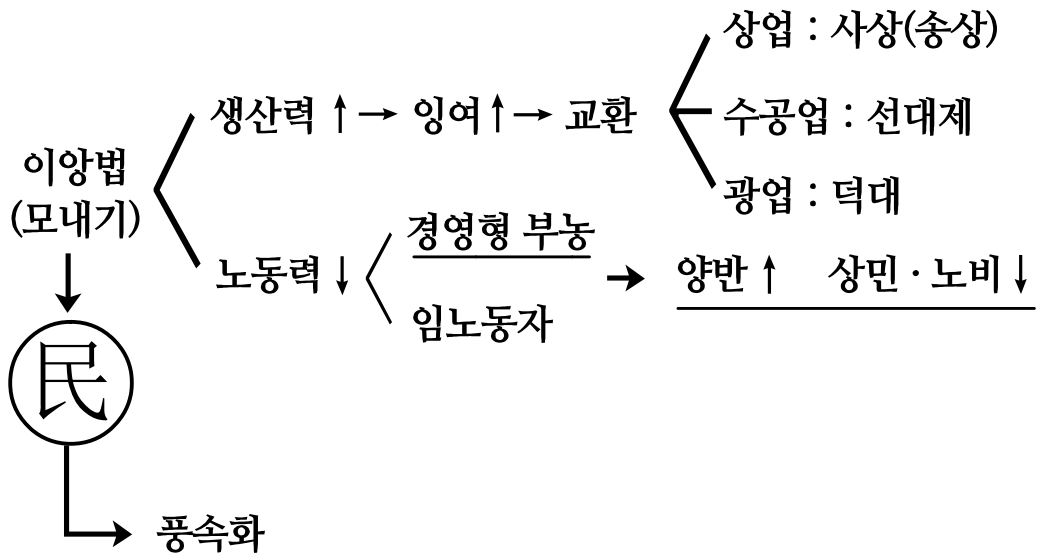 상업 : 사상(송상)
생산력 ↑ → 잉여 ↑ → 교환
수공업 : 선대제
이앙법
(모내기)
광업 : 덕대
노동력 ↓
경영형 부농
임노동자
→ 양반 ↑ 상민 · 노비 ↓
民
풍속화